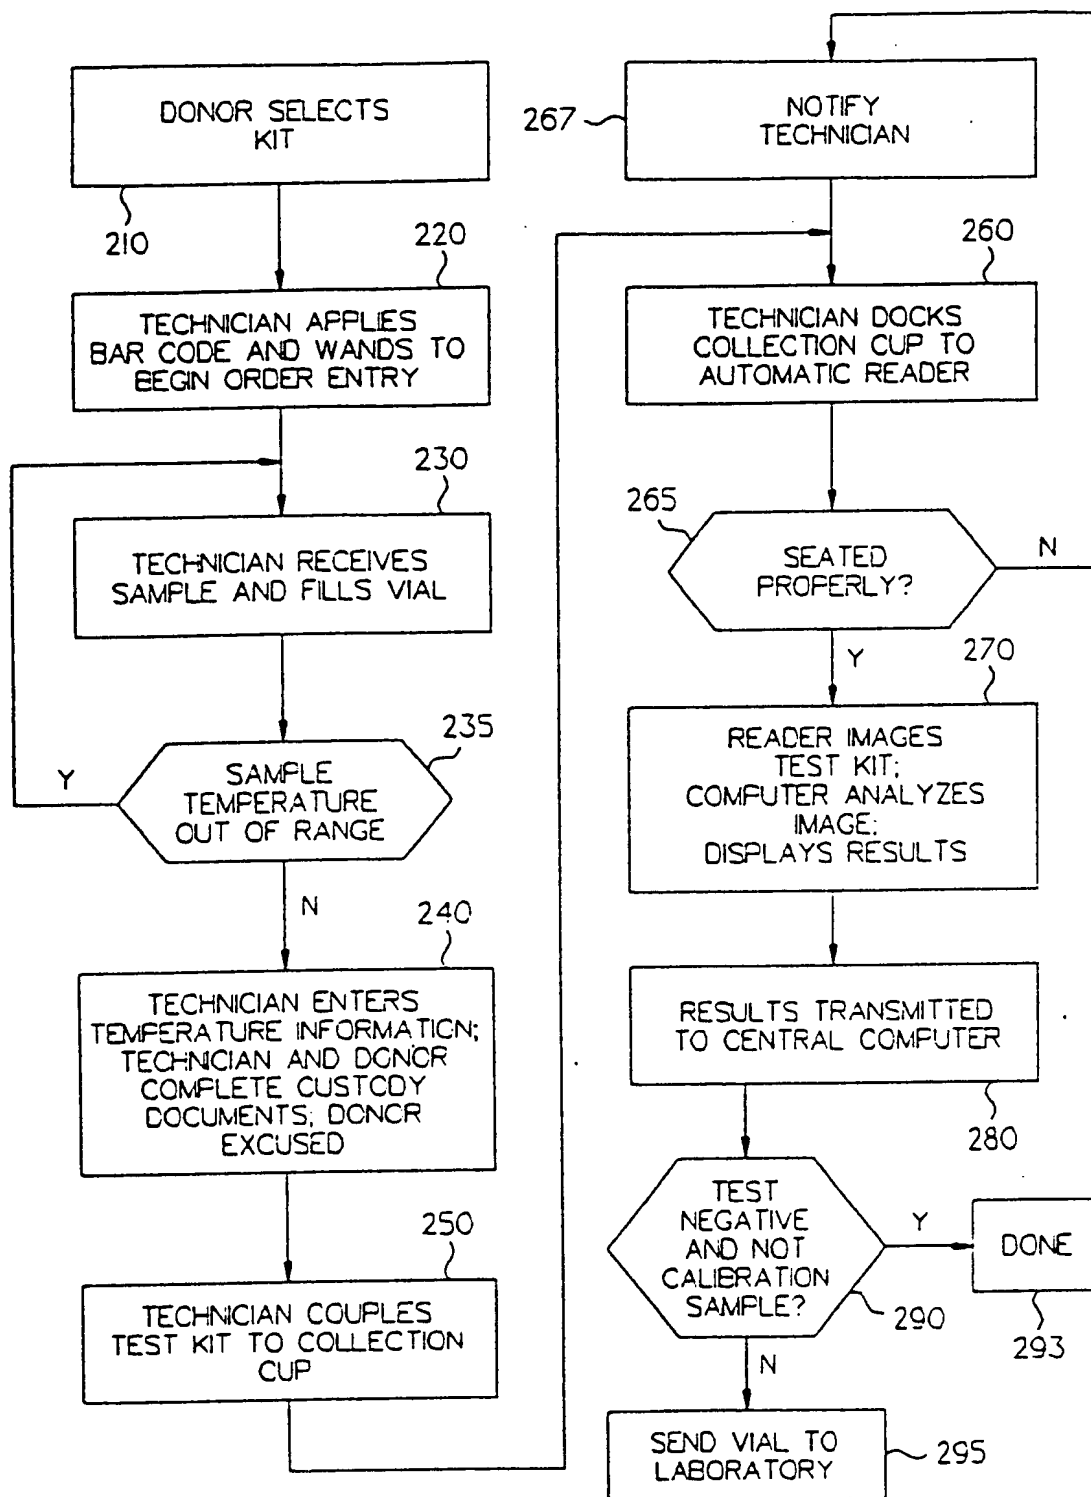 DONOR SELECTS
KIT
210
220
TECHNICIAN APPLIES
BAR CODE AND WANDS TO
BEGIN ORDER ENTRY
230
TECHNICIAN RECEIVES
SAMPLE AND FILLS VIAL
235
SAMPLE
TEMPERATURE
OUT OF RANGE
Y
N
240
TECHNICIAN ENTERS
TEMPERATURE INFORMATION;
TECHNICIAN AND DONOR
COMPLETE CUSTODY
DOCUMENTS; DONOR
EXCUSED
250
TECHNICIAN COUPLES
TEST KIT TO COLLECTION
CUP
267
NOTIFY
TECHNICIAN
260
TECHNICIAN DOCKS
COLLECTION CUP TO
AUTOMATIC READER
265
SEATED
PROPERLY?
N
Y
270
READER IMAGES
TEST KIT;
COMPUTER ANALYZES
IMAGE;
DISPLAYS RESULTS
RESULTS TRANSMITTED
TO CENTRAL COMPUTER
280
TEST
NEGATIVE
AND NOT
CALIBRATION
SAMPLE?
290
Y
DONE
293
N
SEND VIAL TO
LABORATORY
295